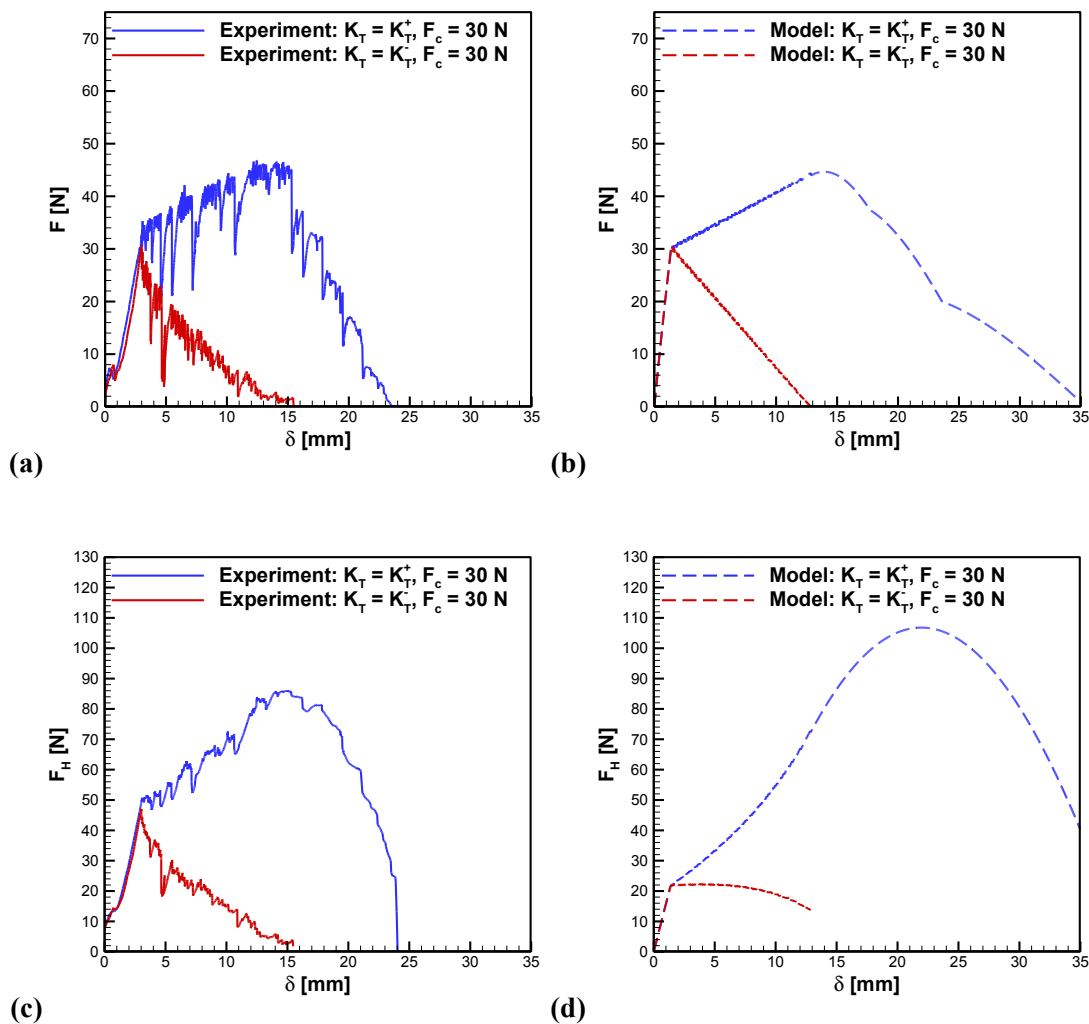 Experiment: K_T = K_T^+, F_c = 30 N
Experiment: K_T = K_T^-, F_c = 30 N
F [N]
70
60
50
40
30
20
10
0
0 5 10 15 20 25 30 35
δ [mm]
(a)
Model: K_T = K_T^+, F_c = 30 N
Model: K_T = K_T^-, F_c = 30 N
F [N]
70
60
50
40
30
20
10
0
0 5 10 15 20 25 30 35
δ [mm]
(b)
Experiment: K_T = K_T^+, F_c = 30 N
Experiment: K_T = K_T^-, F_c = 30 N
F_H [N]
130
120
110
100
90
80
70
60
50
40
30
20
10
0
0 5 10 15 20 25 30 35
δ [mm]
(c)
Model: K_T = K_T^+, F_c = 30 N
Model: K_T = K_T^-, F_c = 30 N
F_H [N]
130
120
110
100
90
80
70
60
50
40
30
20
10
0
0 5 10 15 20 25 30 35
δ [mm]
(d)